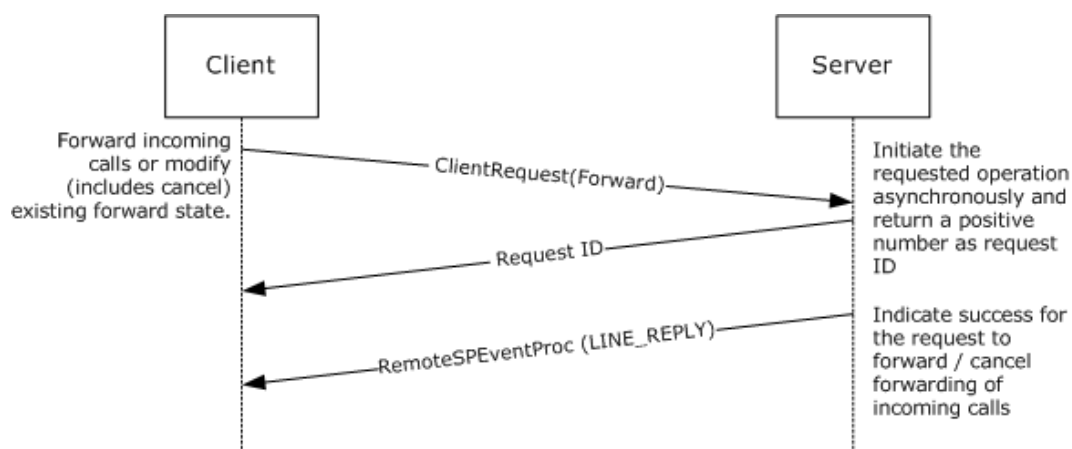 Client
Server
Forward incoming
calls or modify
(includes cancel)
existing forward state.
ClientRequest(Forward)
Initiate the
requested operation
asynchronously and
return a positive
number as request
ID
Request ID
RemoteSPEventProc (LINE_REPLY)
Indicate success for
the request to
forward / cancel
forwarding of
incoming calls